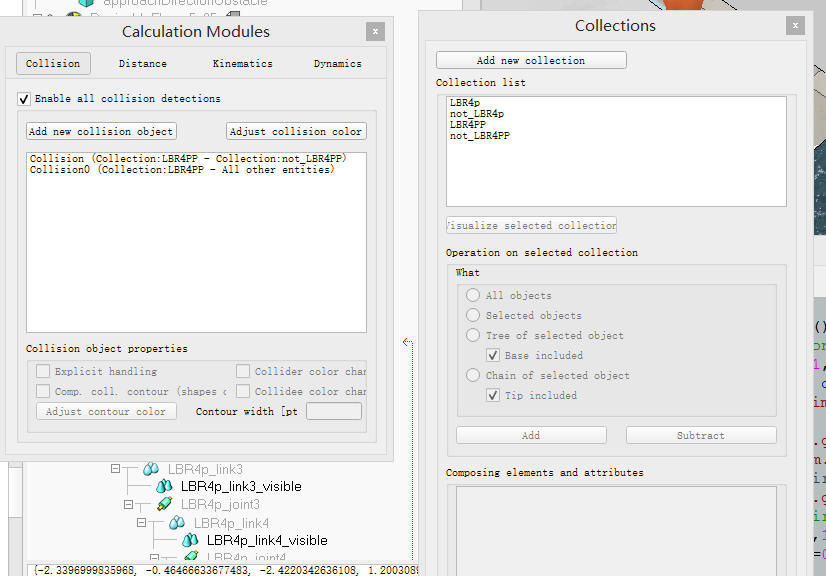 approachDirectionObstacle
Calculation Modules
x
Collision
Distance
Kinematics
Dynamics
Enable all collision detections
Add new collision object
Adjust collision color
Collision (Collection:LBR4PP - Collection:not_LBR4PP)
Collision0 (Collection:LBR4PP - All other entities)
Collision object properties
Explicit handling
Collider color char
Comp. coll. contour (shapes c
Collidee color char
Adjust contour color
Contour width [pt
LBR4p_link3
LBR4p_link3_visible
LBR4p_joint3
LBR4p_link4
LBR4p_link4_visible
LBR4p_joint4
(-2.3396999835968, -0.46466633677483, -2.4220342636108, 1.2003089
Collections
x
Add new collection
Collection list
LBR4p
not_LBR4p
LBR4PP
not_LBR4PP
Visualize selected collection
Operation on selected collection
What
All objects
Selected objects
Tree of selected object
Base included
Chain of selected object
Tip included
Add
Subtract
Composing elements and attributes